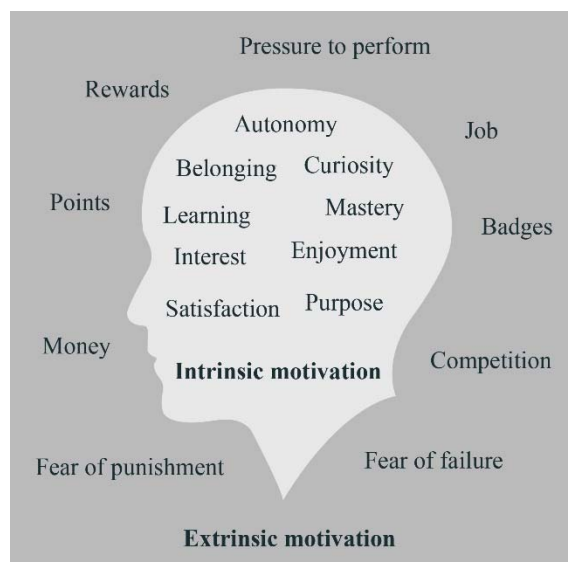 Pressure to perform
Rewards
Autonomy
Job
Belonging
Curiosity
Points
Learning
Mastery
Badges
Interest
Enjoyment
Satisfaction
Purpose
Money
Intrinsic motivation
Competition
Fear of punishment
Fear of failure
Extrinsic motivation